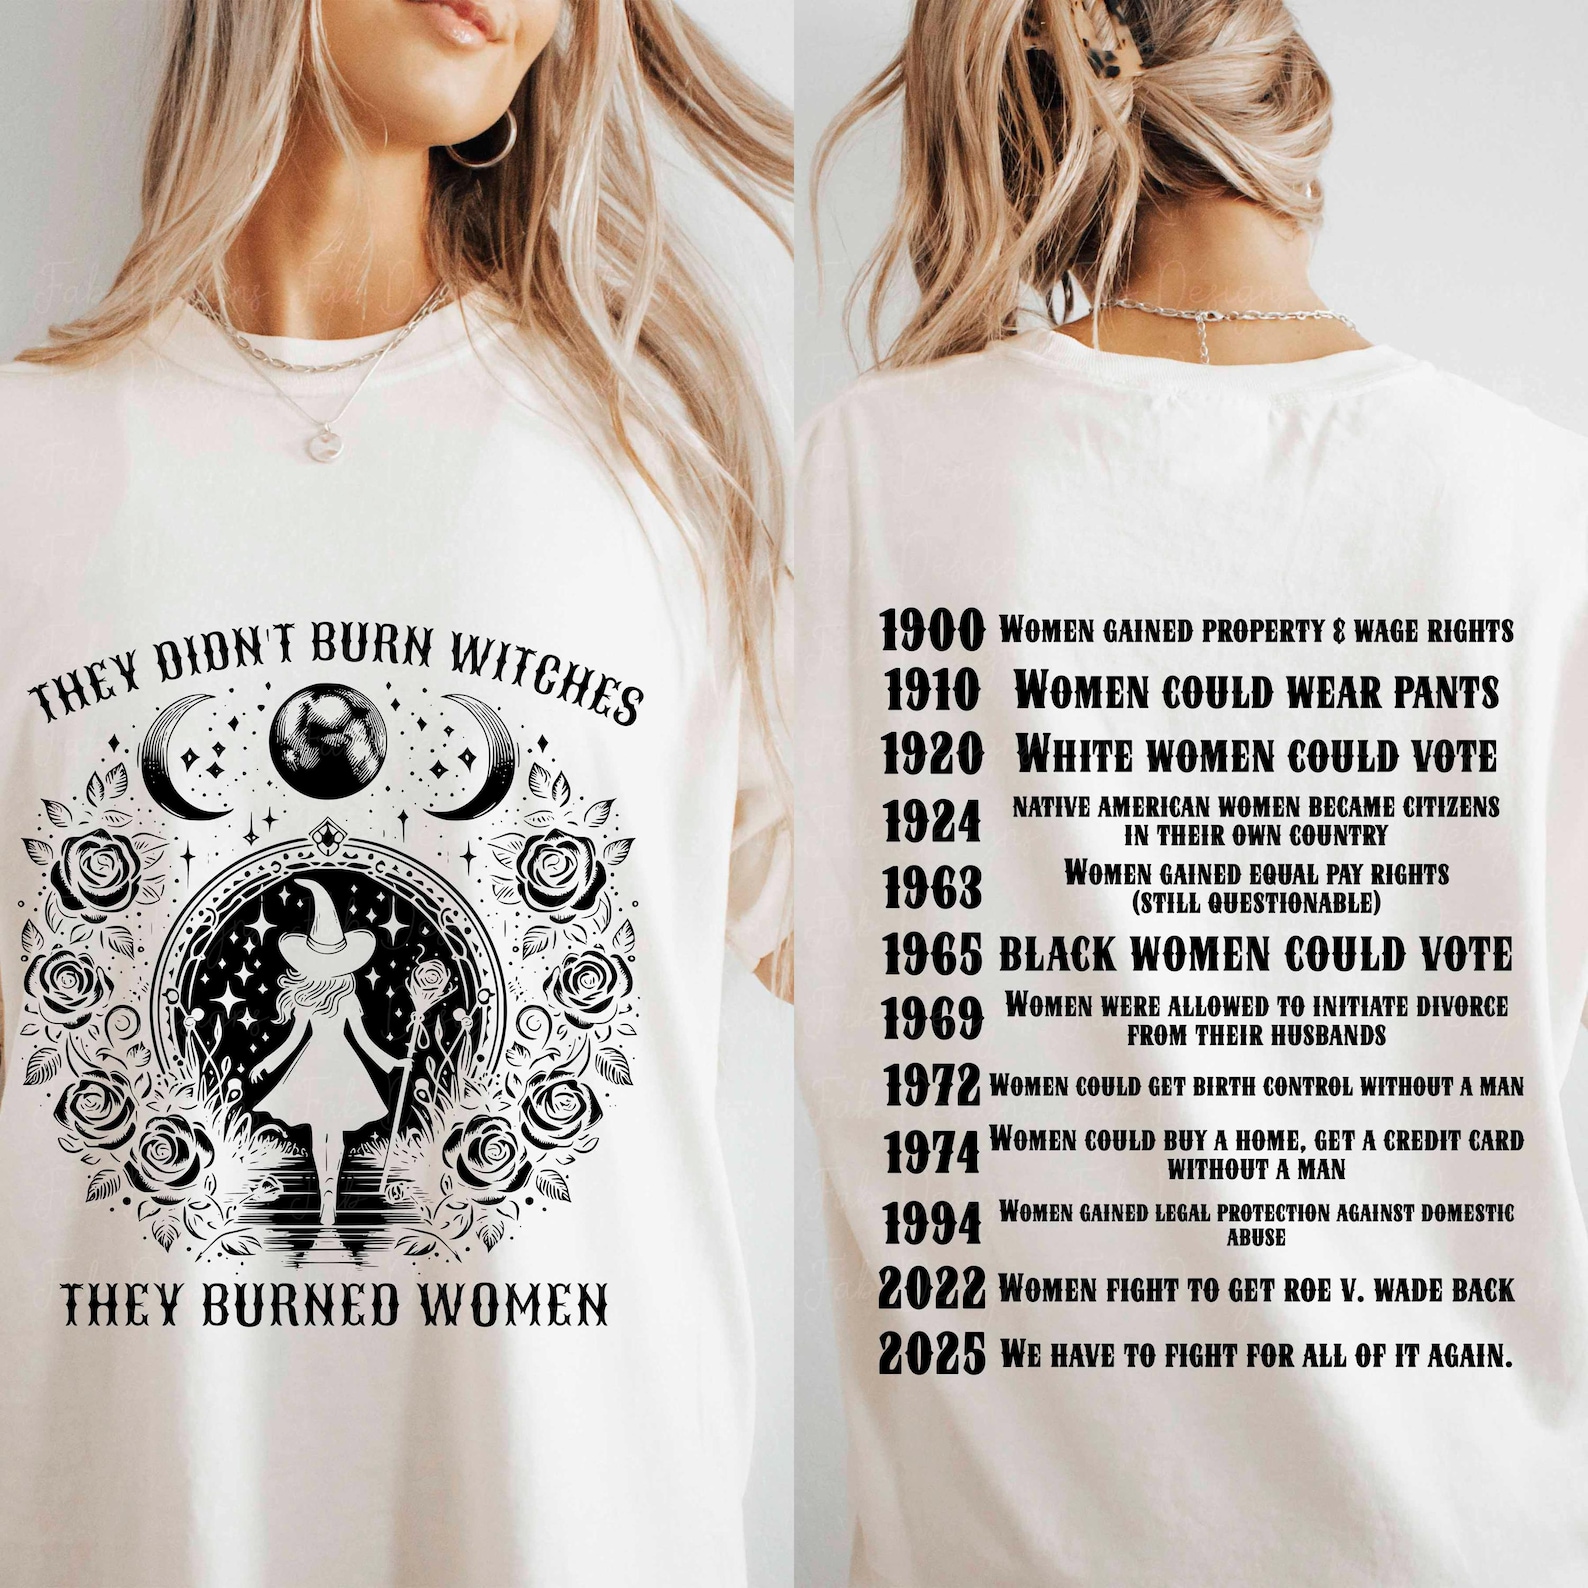 THEY DIDN'T BURN WITCHES
THEY BURNED WOMEN
1900 WOMEN GAINED PROPERTY & WAGE RIGHTS
1910 WOMEN COULD WEAR PANTS
1920 WHITE WOMEN COULD VOTE
1924 NATIVE AMERICAN WOMEN BECAME CITIZENS
IN THEIR OWN COUNTRY
1963 WOMEN GAINED EQUAL PAY RIGHTS
(STILL QUESTIONABLE)
1965 BLACK WOMEN COULD VOTE
1969 WOMEN WERE ALLOWED TO INITIATE DIVORCE
FROM THEIR HUSBANDS
1972 WOMEN COULD GET BIRTH CONTROL WITHOUT A MAN
1974 WOMEN COULD BUY A HOME, GET A CREDIT CARD
WITHOUT A MAN
1994 WOMEN GAINED LEGAL PROTECTION AGAINST DOMESTIC
ABUSE
2022 WOMEN FIGHT TO GET ROE V. WADE BACK
2025 WE HAVE TO FIGHT FOR ALL OF IT AGAIN.